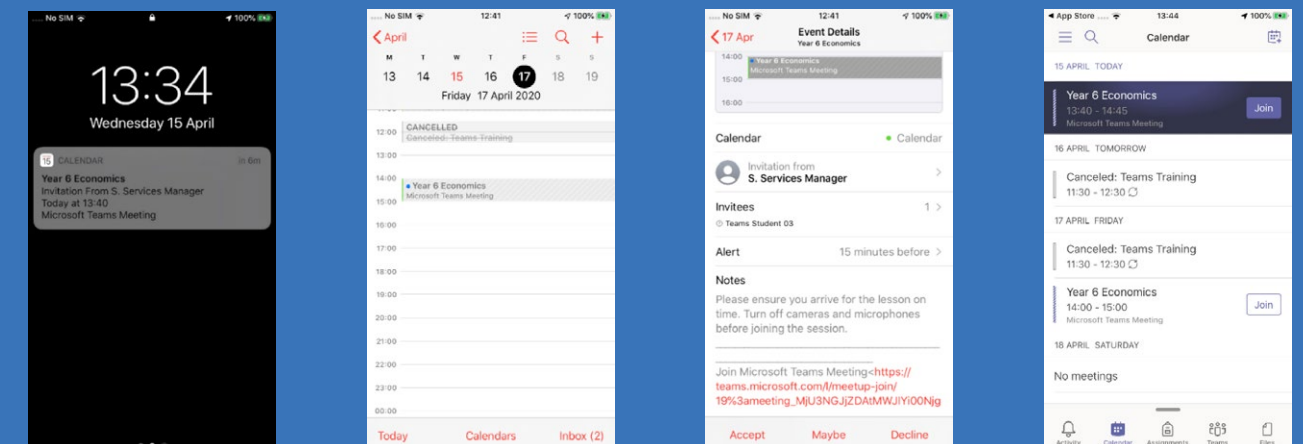 No SIM
100%
13:34
Wednesday 15 April
15 CALENDAR in 6m
Year 6 Economics
Invitation From S. Services Manager
Today at 13:40
Microsoft Teams Meeting
No SIM 12:41 100%
April
M T W T F S S
13 14 15 16 17 18 19
Friday 17 April 2020
12:00 CANCELLED
Canceled: Teams Training
13:00
14:00
Year 6 Economics
Microsoft Teams Meeting
15:00
16:00
17:00
18:00
19:00
20:00
21:00
22:00
23:00
00:00
Today Calendars Inbox (2)
No SIM 12:41 100%
17 Apr Event Details
Year 6 Economics
14:00 Year 6 Economics
Microsoft Teams Meeting
15:00
16:00
Calendar Calendar
Invitation from
S. Services Manager
Invitees 1
Teams Student 03
Alert 15 minutes before
Notes
Please ensure you arrive for the lesson on
time. Turn off cameras and microphones
before joining the session.
Join Microsoft Teams Meeting<https://
teams.microsoft.com/l/meetup-join/
19%3ameeting_MjU3NGJjZDAtMWJlYi00Njg
Accept Maybe Decline
App Store 13:44 100%
Calendar
15 APRIL TODAY
Year 6 Economics
13:40 - 14:45
Microsoft Teams Meeting
Join
16 APRIL TOMORROW
Canceled: Teams Training
11:30 - 12:30
17 APRIL FRIDAY
Canceled: Teams Training
11:30 - 12:30
Year 6 Economics
14:00 - 15:00
Microsoft Teams Meeting
Join
18 APRIL SATURDAY
No meetings
Activity Calendar Assignments Teams Files